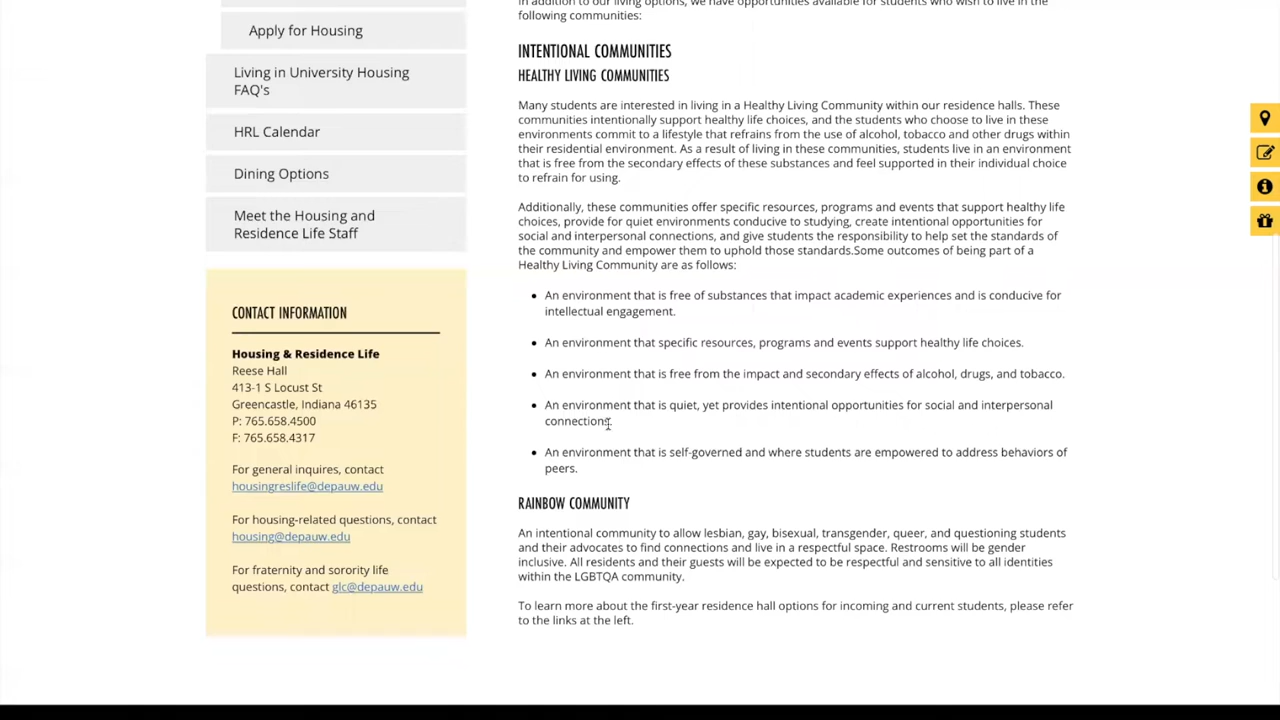 Apply for Housing
Living in University Housing
FAQ's
HRL Calendar
Dining Options
Meet the Housing and
Residence Life Staff
CONTACT INFORMATION
Housing & Residence Life
Reese Hall
413-1 S Locust St
Greencastle, Indiana 46135
P: 765.658.4500
F: 765.658.4317
For general inquires, contact
housingreslife@depauw.edu
For housing-related questions, contact
housing@depauw.edu
For fraternity and sorority life
questions, contact glc@depauw.edu
In addition to our living options, we have opportunities available for students who wish to live in the
following communities:
INTENTIONAL COMMUNITIES
HEALTHY LIVING COMMUNITIES
Many students are interested in living in a Healthy Living Community within our residence halls. These
communities intentionally support healthy life choices, and the students who choose to live in these
environments commit to a lifestyle that refrains from the use of alcohol, tobacco and other drugs within
their residential environment. As a result of living in these communities, students live in an environment
that is free from the secondary effects of these substances and feel supported in their individual choice
to refrain for using.
Additionally, these communities offer specific resources, programs and events that support healthy life
choices, provide for quiet environments conducive to studying, create intentional opportunities for
social and interpersonal connections, and give students the responsibility to help set the standards of
the community and empower them to uphold those standards.Some outcomes of being part of a
Healthy Living Community are as follows:
• An environment that is free of substances that impact academic experiences and is conducive for
intellectual engagement.
• An environment that specific resources, programs and events support healthy life choices.
• An environment that is free from the impact and secondary effects of alcohol, drugs, and tobacco.
• An environment that is quiet, yet provides intentional opportunities for social and interpersonal
connections.
• An environment that is self-governed and where students are empowered to address behaviors of
peers.
RAINBOW COMMUNITY
An intentional community to allow lesbian, gay, bisexual, transgender, queer, and questioning students
and their advocates to find connections and live in a respectful space. Restrooms will be gender
inclusive. All residents and their guests will be expected to be respectful and sensitive to all identities
within the LGBTQA community.
To learn more about the first-year residence hall options for incoming and current students, please refer
to the links at the left.